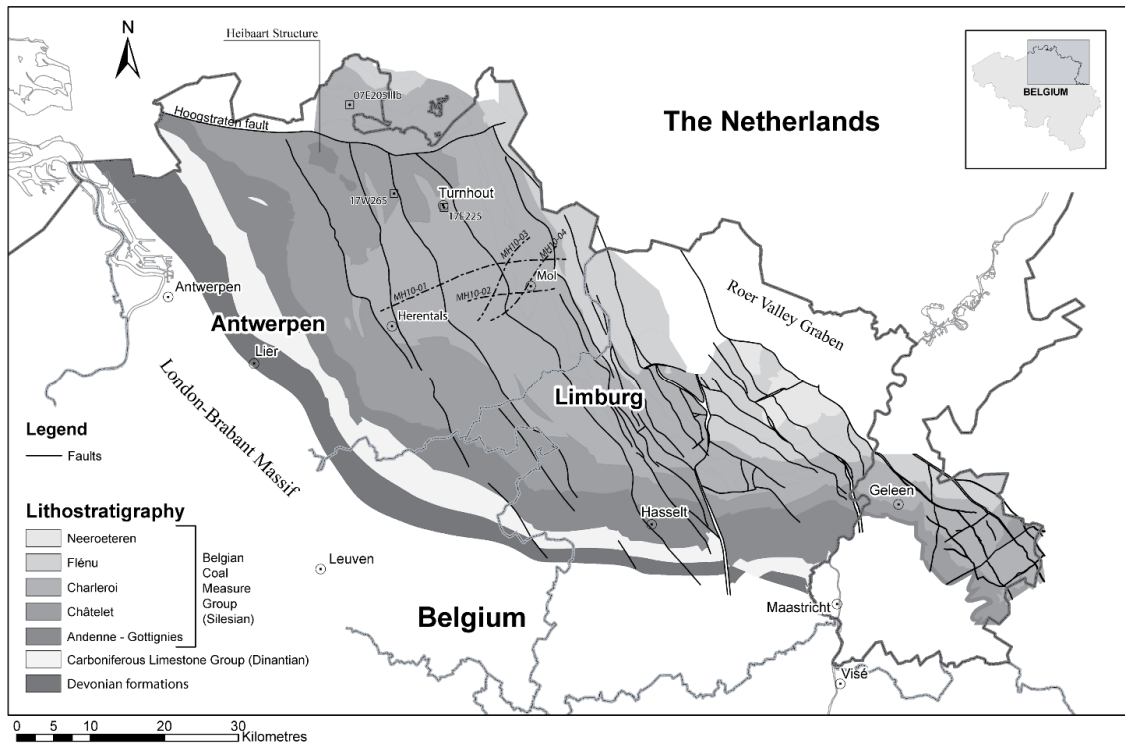 N
Heibaart Structure
07E205IIIb
Hoogstraten fault
The Netherlands
BELGIUM
17W265
Turnhout
17E225
MH10-03
MH10-04
MH10-01
MH10-02
Mol
Roer Valley Graben
Antwerpen
Herentals
Antwerpen
Lier
London-Brabant Massif
Limburg
Legend
Faults
Geleen
Hasselt
Lithostratigraphy
Neeroeteren
Flénu
Charleroi
Châtelet
Andenne - Gottignies
Belgian
Coal
Measure
Group
(Silesian)
Carboniferous Limestone Group (Dinantian)
Devonian formations
Leuven
Belgium
Maastricht
Visé
0 5 10 20 30
Kilometres